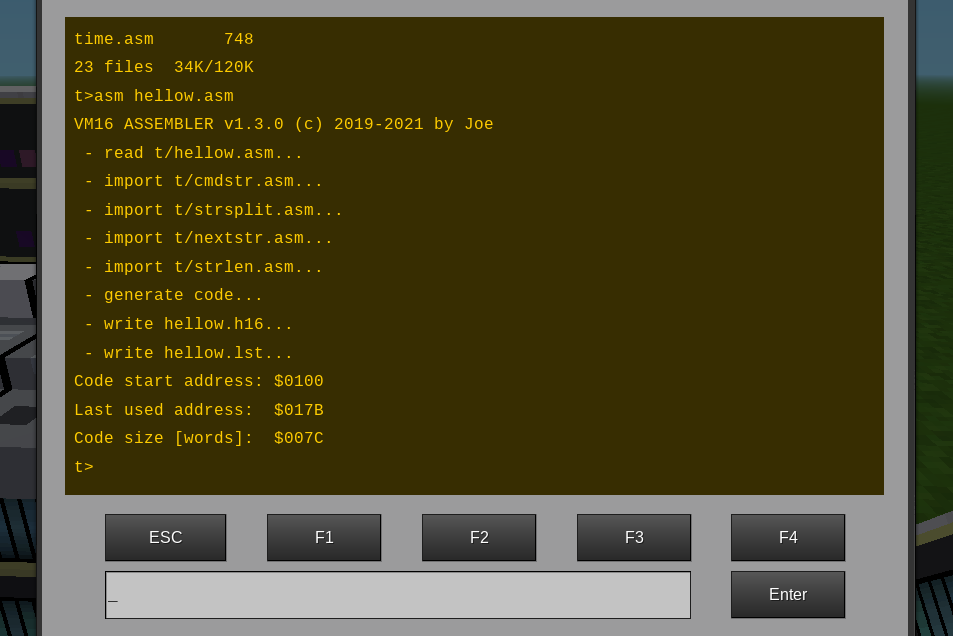 time.asm       748
23 files  34K/120K
t>asm hellow.asm
VM16 ASSEMBLER v1.3.0 (c) 2019-2021 by Joe
 - read t/hellow.asm...
 - import t/cmdstr.asm...
 - import t/strsplit.asm...
 - import t/nextstr.asm...
 - import t/strlen.asm...
 - generate code...
 - write hellow.h16...
 - write hellow.lst...
Code start address: $0100
Last used address:  $017B
Code size [words]:  $007C
t>
ESC F1 F2 F3 F4
_ Enter